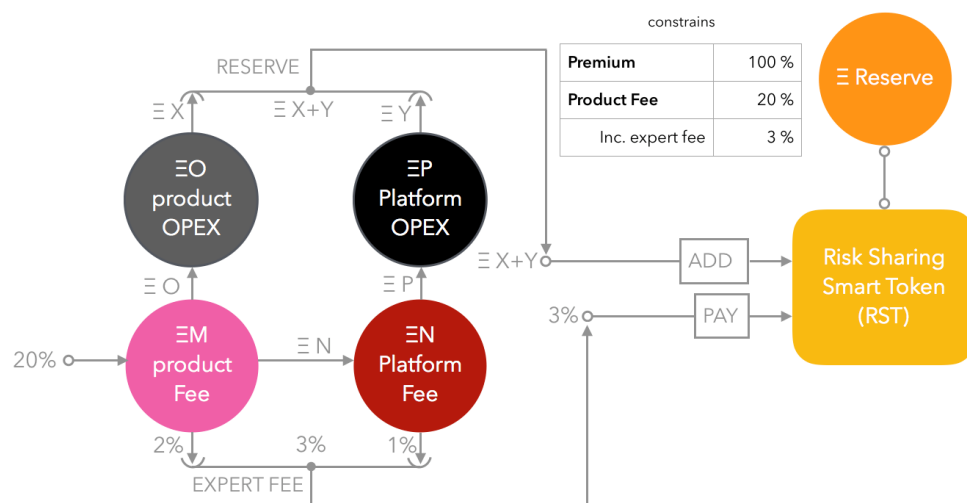 constrains
Premium 100 %
Product Fee 20 %
Inc. expert fee 3 %
Ξ Reserve
RESERVE
Ξ X
Ξ X+Y
Ξ Y
ΞO
product
OPEX
ΞP
Platform
OPEX
Ξ O
Ξ P
Ξ X+Y
ADD
Risk Sharing
Smart Token
(RST)
3%
PAY
20%
ΞM
product
Fee
Ξ N
ΞN
Platform
Fee
2%
3%
1%
EXPERT FEE